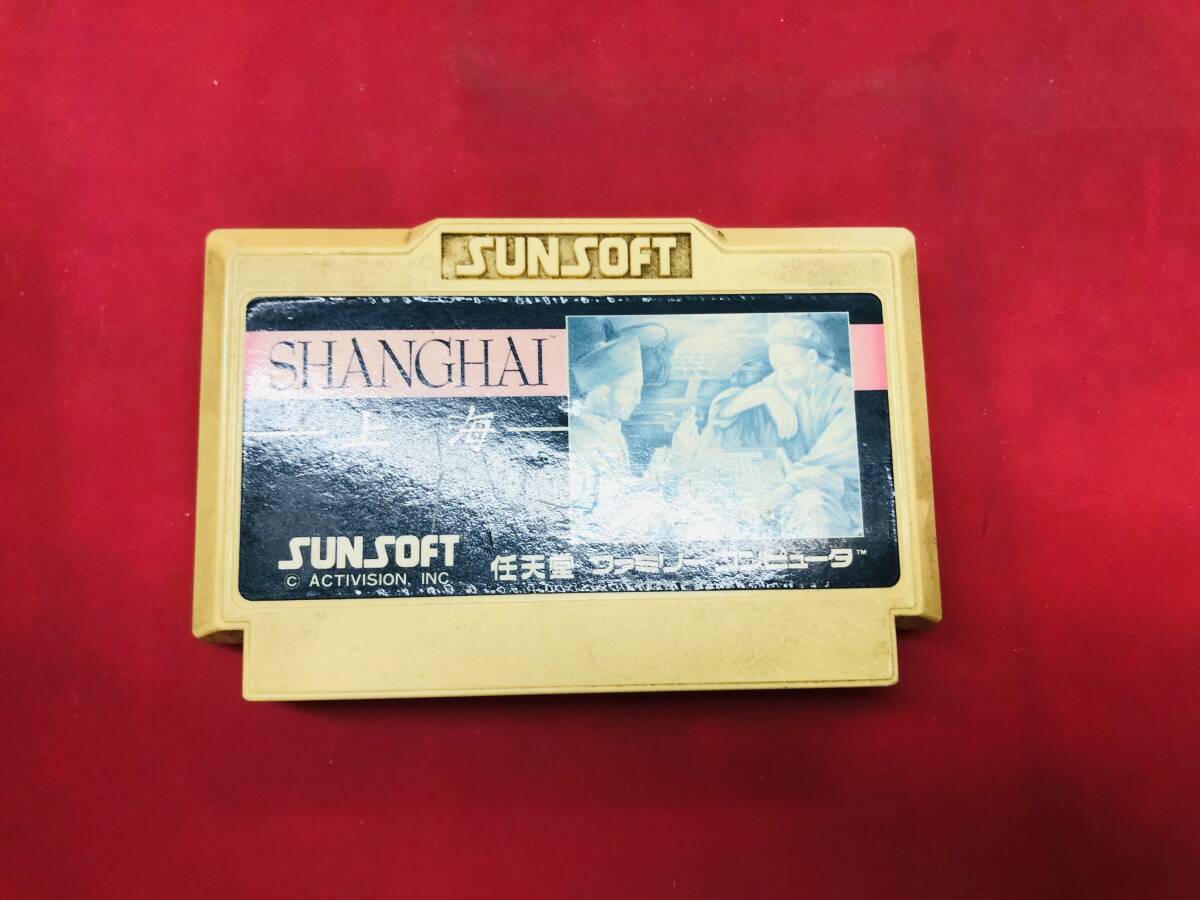 SUNSOFT
SHANGHAI™
上海
SUNSOFT
© ACTIVISION, INC
任天堂 ファミリーコンピュータ™